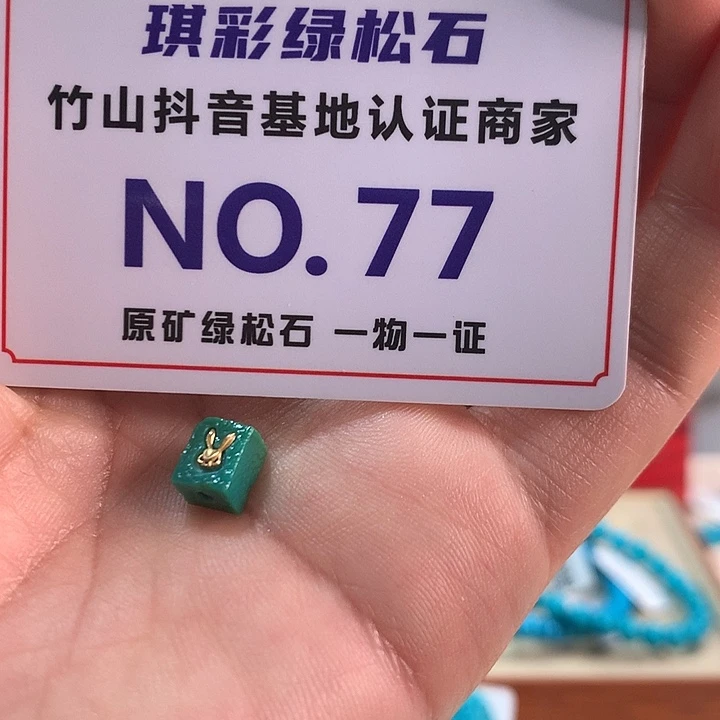 琪彩绿松石
竹山抖音基地认证商家
NO.77
原矿绿松石 一物一证